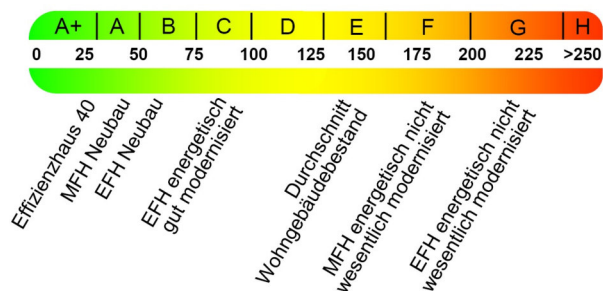 A+ A B C D E F G H
0 25 50 75 100 125 150 175 200 225 >250
Effizienzhaus 40
MFH Neubau
EFH Neubau
EFH energetisch
gut modernisiert
Durchschnitt
Wohngebäudebestand
MFH energetisch nicht
wesentlich modernisiert
EFH energetisch nicht
wesentlich modernisiert